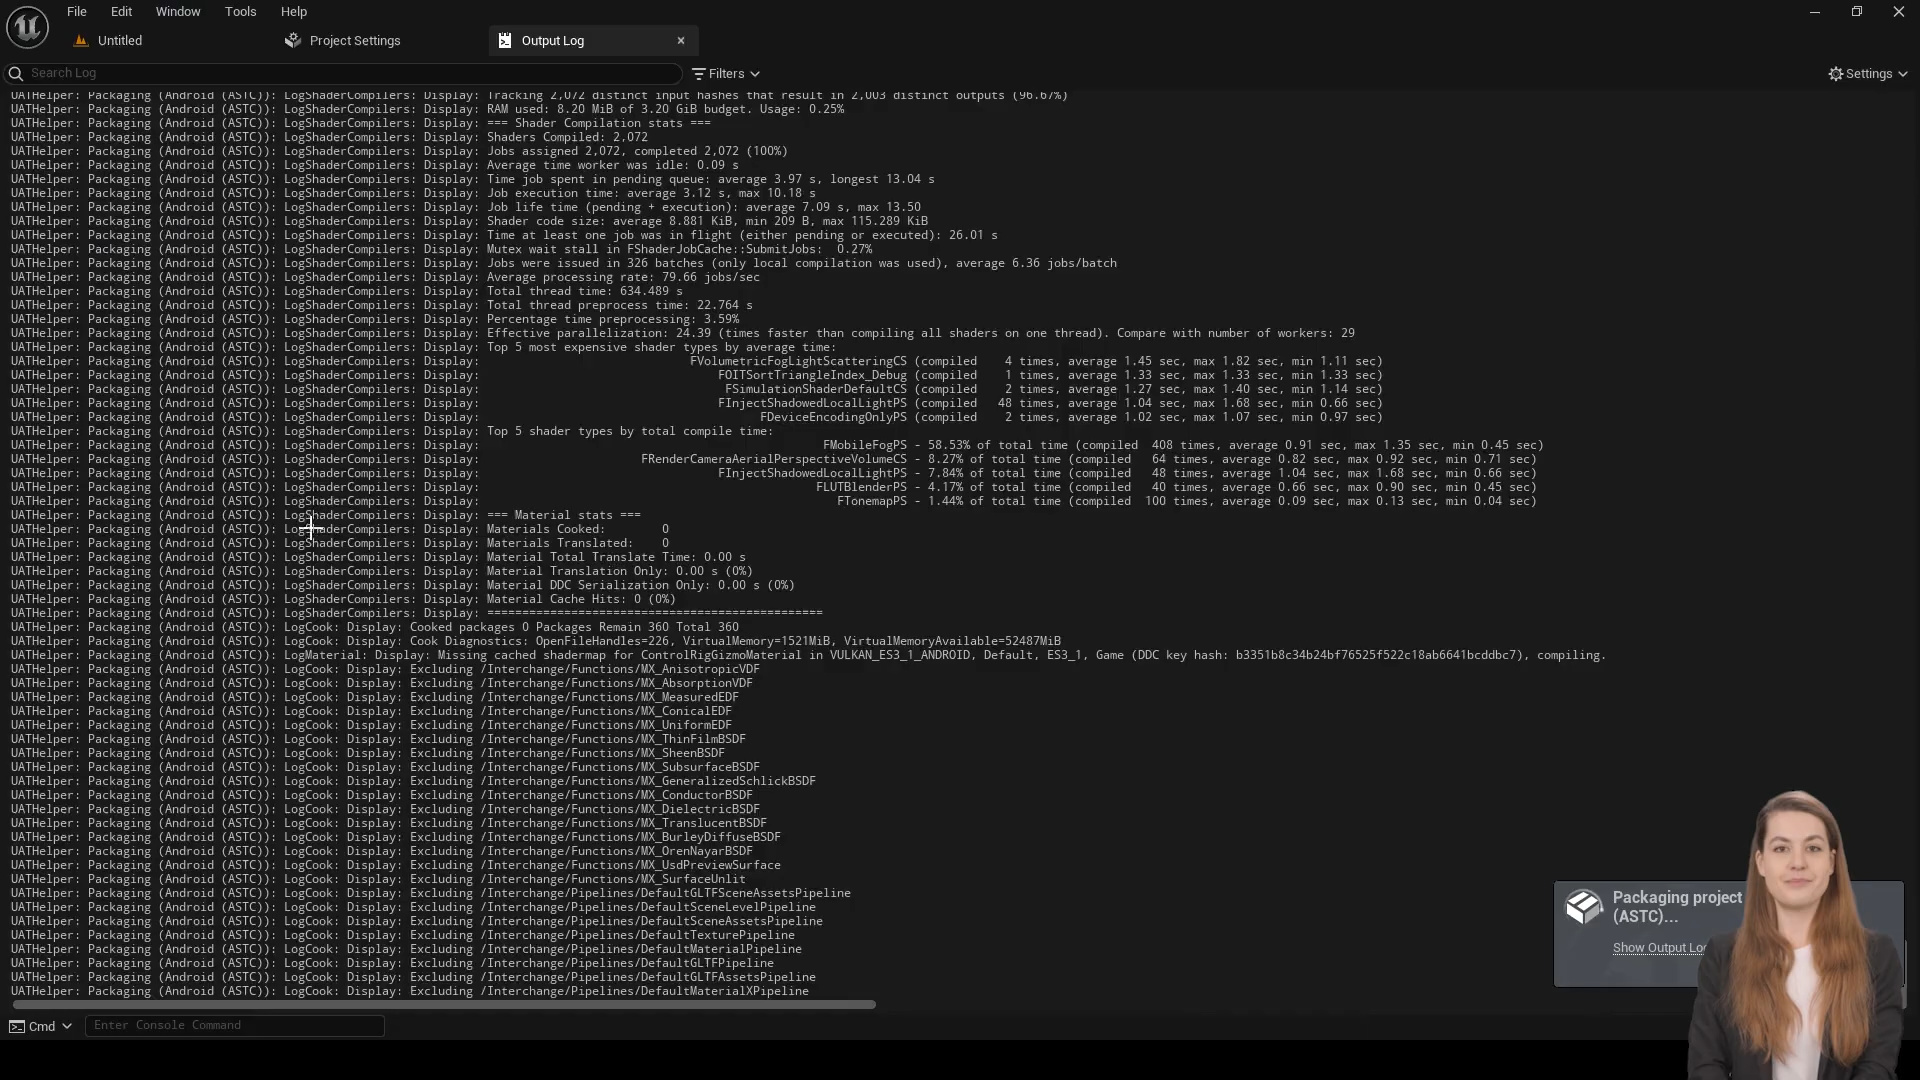 File Edit Window Tools Help
Untitled Project Settings Output Log
Search Log Filters Settings
UATHelper: Packaging (Android (ASTC)): LogShaderCompilers: Display: Tracking 2,072 distinct input hashes that result in 2,003 distinct outputs (96.67%)
UATHelper: Packaging (Android (ASTC)): LogShaderCompilers: Display: RAM used: 8.20 MiB of 3.20 GiB budget. Usage: 0.25%
UATHelper: Packaging (Android (ASTC)): LogShaderCompilers: Display: === Shader Compilation stats ===
UATHelper: Packaging (Android (ASTC)): LogShaderCompilers: Display: Shaders Compiled: 2,072
UATHelper: Packaging (Android (ASTC)): LogShaderCompilers: Display: Jobs assigned 2,072, completed 2,072 (100%)
UATHelper: Packaging (Android (ASTC)): LogShaderCompilers: Display: Average time worker was idle: 0.09 s
UATHelper: Packaging (Android (ASTC)): LogShaderCompilers: Display: Time job spent in pending queue: average 3.97 s, longest 13.04 s
UATHelper: Packaging (Android (ASTC)): LogShaderCompilers: Display: Job execution time: average 3.12 s, max 10.18 s
UATHelper: Packaging (Android (ASTC)): LogShaderCompilers: Display: Job life time (pending + execution): average 7.09 s, max 13.50
UATHelper: Packaging (Android (ASTC)): LogShaderCompilers: Display: Shader code size: average 8.881 KiB, min 209 B, max 115.289 KiB
UATHelper: Packaging (Android (ASTC)): LogShaderCompilers: Display: Time at least one job was in flight (either pending or executed): 26.01 s
UATHelper: Packaging (Android (ASTC)): LogShaderCompilers: Display: Mutex wait stall in FShaderJobCache::SubmitJobs: 0.27%
UATHelper: Packaging (Android (ASTC)): LogShaderCompilers: Display: Jobs were issued in 326 batches (only local compilation was used), average 6.36 jobs/batch
UATHelper: Packaging (Android (ASTC)): LogShaderCompilers: Display: Average processing rate: 79.66 jobs/sec
UATHelper: Packaging (Android (ASTC)): LogShaderCompilers: Display: Total thread time: 634.489 s
UATHelper: Packaging (Android (ASTC)): LogShaderCompilers: Display: Total thread preprocess time: 22.764 s
UATHelper: Packaging (Android (ASTC)): LogShaderCompilers: Display: Percentage time preprocessing: 3.59%
UATHelper: Packaging (Android (ASTC)): LogShaderCompilers: Display: Effective parallelization: 24.39 (times faster than compiling all shaders on one thread). Compare with number of workers: 29
UATHelper: Packaging (Android (ASTC)): LogShaderCompilers: Display: Top 5 most expensive shader types by average time:
UATHelper: Packaging (Android (ASTC)): LogShaderCompilers: Display: FVolumetricFogLightScatteringCS (compiled 4 times, average 1.45 sec, max 1.82 sec, min 1.11 sec)
UATHelper: Packaging (Android (ASTC)): LogShaderCompilers: Display: FOITSortTriangleIndex_Debug (compiled 1 times, average 1.33 sec, max 1.33 sec, min 1.33 sec)
UATHelper: Packaging (Android (ASTC)): LogShaderCompilers: Display: FSimulationShaderDefaultCS (compiled 2 times, average 1.27 sec, max 1.40 sec, min 1.14 sec)
UATHelper: Packaging (Android (ASTC)): LogShaderCompilers: Display: FInjectShadowedLocalLightPS (compiled 48 times, average 1.04 sec, max 1.68 sec, min 0.66 sec)
UATHelper: Packaging (Android (ASTC)): LogShaderCompilers: Display: FDeviceEncodingOnlyPS (compiled 2 times, average 1.02 sec, max 1.07 sec, min 0.97 sec)
UATHelper: Packaging (Android (ASTC)): LogShaderCompilers: Display: Top 5 shader types by total compile time:
UATHelper: Packaging (Android (ASTC)): LogShaderCompilers: Display: FMobileFogPS - 58.53% of total time (compiled 408 times, average 0.91 sec, max 1.35 sec, min 0.45 sec)
UATHelper: Packaging (Android (ASTC)): LogShaderCompilers: Display: FRenderCameraAerialPerspectiveVolumeCS - 8.27% of total time (compiled 64 times, average 0.82 sec, max 0.92 sec, min 0.71 sec)
UATHelper: Packaging (Android (ASTC)): LogShaderCompilers: Display: FInjectShadowedLocalLightPS - 7.84% of total time (compiled 48 times, average 1.04 sec, max 1.68 sec, min 0.66 sec)
UATHelper: Packaging (Android (ASTC)): LogShaderCompilers: Display: FLUTBlenderPS - 4.17% of total time (compiled 40 times, average 0.66 sec, max 0.90 sec, min 0.45 sec)
UATHelper: Packaging (Android (ASTC)): LogShaderCompilers: Display: FTonemapPS - 1.44% of total time (compiled 100 times, average 0.09 sec, max 0.13 sec, min 0.04 sec)
UATHelper: Packaging (Android (ASTC)): LogShaderCompilers: Display: === Material stats ===
UATHelper: Packaging (Android (ASTC)): LogShaderCompilers: Display: Materials Cooked: 0
UATHelper: Packaging (Android (ASTC)): LogShaderCompilers: Display: Materials Translated: 0
UATHelper: Packaging (Android (ASTC)): LogShaderCompilers: Display: Material Total Translate Time: 0.00 s
UATHelper: Packaging (Android (ASTC)): LogShaderCompilers: Display: Material Translation Only: 0.00 s (0%)
UATHelper: Packaging (Android (ASTC)): LogShaderCompilers: Display: Material DDC Serialization Only: 0.00 s (0%)
UATHelper: Packaging (Android (ASTC)): LogShaderCompilers: Display: Material Cache Hits: 0 (0%)
UATHelper: Packaging (Android (ASTC)): LogShaderCompilers: Display: ================================================
UATHelper: Packaging (Android (ASTC)): LogCook: Display: Cooked packages 0 Packages Remain 360 Total 360
UATHelper: Packaging (Android (ASTC)): LogCook: Display: Cook Diagnostics: OpenFileHandles=226, VirtualMemory=1521MiB, VirtualMemoryAvailable=52487MiB
UATHelper: Packaging (Android (ASTC)): LogMaterial: Display: Missing cached shadermap for ControlRigGizmoMaterial in VULKAN_ES3_1_ANDROID, Default, ES3_1, Game (DDC key hash: b3351b8c34b24bf76525f522c18ab6641bcddbc7), compiling.
UATHelper: Packaging (Android (ASTC)): LogCook: Display: Excluding /Interchange/Functions/MX_AnisotropicVDF
UATHelper: Packaging (Android (ASTC)): LogCook: Display: Excluding /Interchange/Functions/MX_AbsorptionVDF
UATHelper: Packaging (Android (ASTC)): LogCook: Display: Excluding /Interchange/Functions/MX_MeasuredEDF
UATHelper: Packaging (Android (ASTC)): LogCook: Display: Excluding /Interchange/Functions/MX_ConicalEDF
UATHelper: Packaging (Android (ASTC)): LogCook: Display: Excluding /Interchange/Functions/MX_UniformEDF
UATHelper: Packaging (Android (ASTC)): LogCook: Display: Excluding /Interchange/Functions/MX_ThinFilmBSDF
UATHelper: Packaging (Android (ASTC)): LogCook: Display: Excluding /Interchange/Functions/MX_SheenBSDF
UATHelper: Packaging (Android (ASTC)): LogCook: Display: Excluding /Interchange/Functions/MX_SubsurfaceBSDF
UATHelper: Packaging (Android (ASTC)): LogCook: Display: Excluding /Interchange/Functions/MX_GeneralizedSchlickBSDF
UATHelper: Packaging (Android (ASTC)): LogCook: Display: Excluding /Interchange/Functions/MX_ConductorBSDF
UATHelper: Packaging (Android (ASTC)): LogCook: Display: Excluding /Interchange/Functions/MX_DielectricBSDF
UATHelper: Packaging (Android (ASTC)): LogCook: Display: Excluding /Interchange/Functions/MX_TranslucentBSDF
UATHelper: Packaging (Android (ASTC)): LogCook: Display: Excluding /Interchange/Functions/MX_BurleyDiffuseBSDF
UATHelper: Packaging (Android (ASTC)): LogCook: Display: Excluding /Interchange/Functions/MX_OrenNayarBSDF
UATHelper: Packaging (Android (ASTC)): LogCook: Display: Excluding /Interchange/Functions/MX_UsdPreviewSurface
UATHelper: Packaging (Android (ASTC)): LogCook: Display: Excluding /Interchange/Functions/MX_SurfaceUnlit
UATHelper: Packaging (Android (ASTC)): LogCook: Display: Excluding /Interchange/Pipelines/DefaultGLTFSceneAssetsPipeline
UATHelper: Packaging (Android (ASTC)): LogCook: Display: Excluding /Interchange/Pipelines/DefaultSceneLevelPipeline
UATHelper: Packaging (Android (ASTC)): LogCook: Display: Excluding /Interchange/Pipelines/DefaultSceneAssetsPipeline
UATHelper: Packaging (Android (ASTC)): LogCook: Display: Excluding /Interchange/Pipelines/DefaultTexturePipeline
UATHelper: Packaging (Android (ASTC)): LogCook: Display: Excluding /Interchange/Pipelines/DefaultMaterialPipeline
UATHelper: Packaging (Android (ASTC)): LogCook: Display: Excluding /Interchange/Pipelines/DefaultGLTFPipeline
UATHelper: Packaging (Android (ASTC)): LogCook: Display: Excluding /Interchange/Pipelines/DefaultGLTFAssetsPipeline
UATHelper: Packaging (Android (ASTC)): LogCook: Display: Excluding /Interchange/Pipelines/DefaultMaterialXPipeline
Packaging project
(ASTC)...
Show Output Log
Cmd Enter Console Command